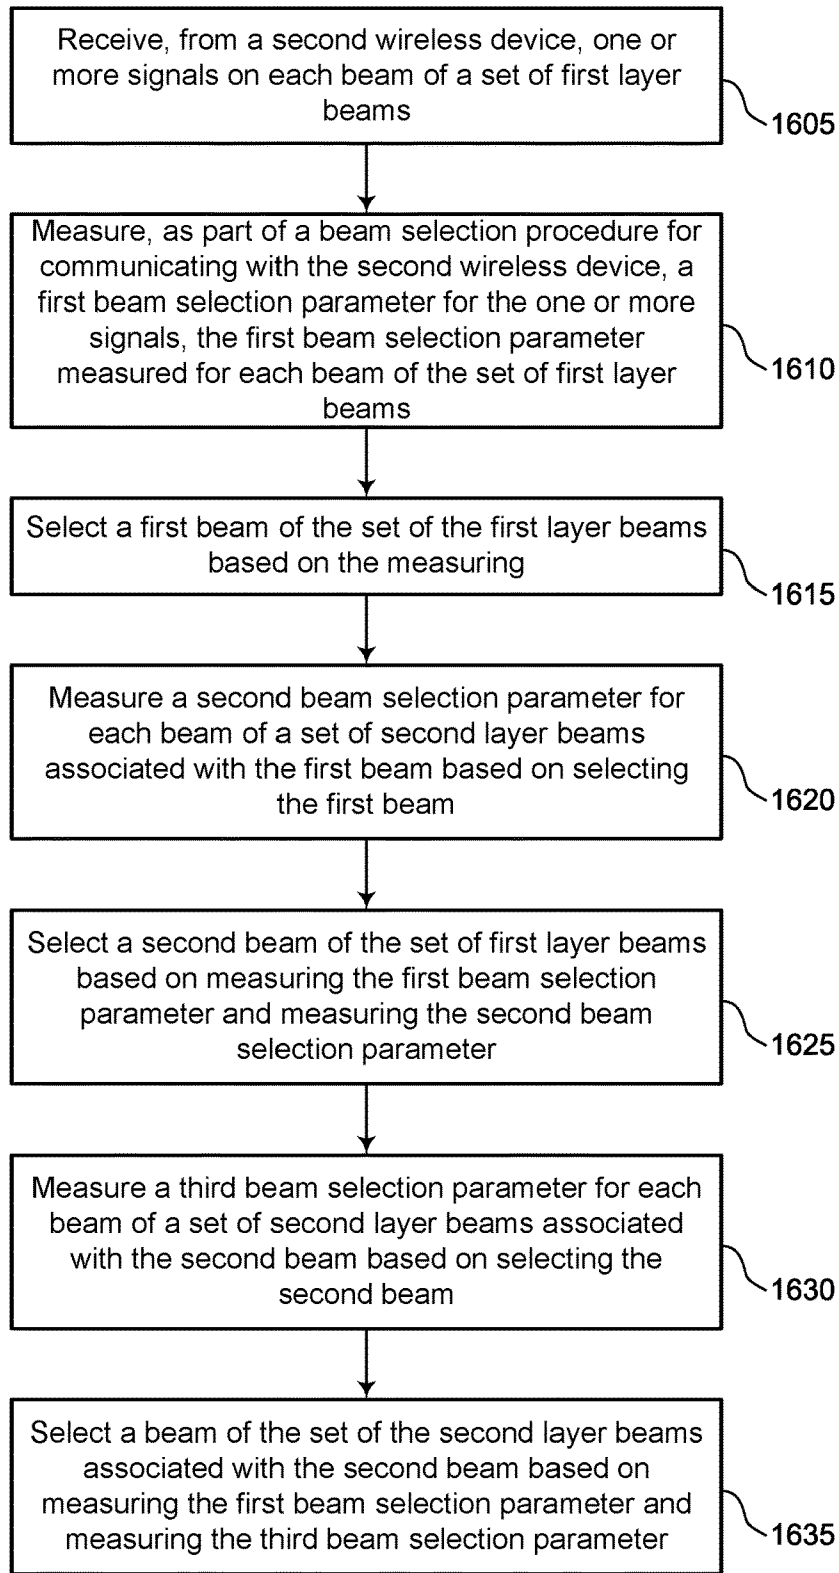 Receive, from a second wireless device, one or
more signals on each beam of a set of first layer
beams
1605
Measure, as part of a beam selection procedure for
communicating with the second wireless device, a
first beam selection parameter for the one or more
signals, the first beam selection parameter
measured for each beam of the set of first layer
beams
1610
Select a first beam of the set of the first layer beams
based on the measuring
1615
Measure a second beam selection parameter for
each beam of a set of second layer beams
associated with the first beam based on selecting
the first beam
1620
Select a second beam of the set of first layer beams
based on measuring the first beam selection
parameter and measuring the second beam
selection parameter
1625
Measure a third beam selection parameter for each
beam of a set of second layer beams associated
with the second beam based on selecting the
second beam
1630
Select a beam of the set of the second layer beams
associated with the second beam based on
measuring the first beam selection parameter and
measuring the third beam selection parameter
1635